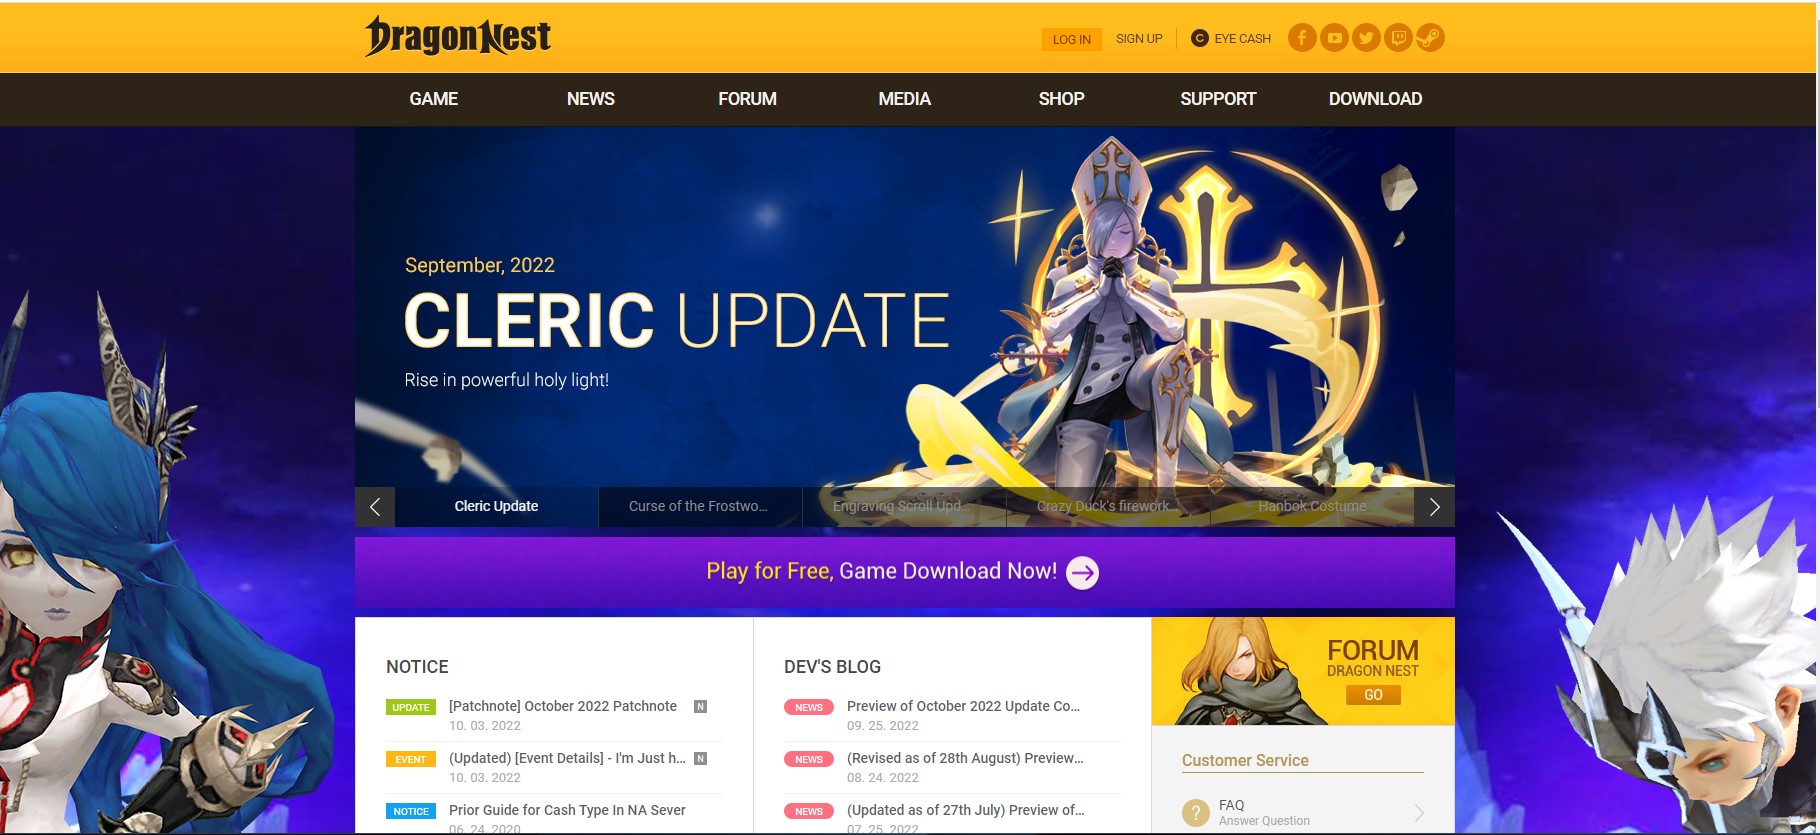 DragonNest
LOG IN
SIGN UP
C EYE CASH
GAME
NEWS
FORUM
MEDIA
SHOP
SUPPORT
DOWNLOAD
September, 2022
CLERIC UPDATE
Rise in powerful holy light!
Cleric Update
Curse of the Frostwo...
Engraving Scroll Upd...
Crazy Duck's firework...
Hanbok Costume
Play for Free, Game Download Now!
NOTICE
UPDATE [Patchnote] October 2022 Patchnote N
10. 03. 2022
EVENT (Updated) [Event Details] - I'm Just h... N
10. 03. 2022
NOTICE Prior Guide for Cash Type In NA Sever
06. 24. 2020
DEV'S BLOG
NEWS Preview of October 2022 Update Co...
09. 25. 2022
NEWS (Revised as of 28th August) Preview...
08. 24. 2022
NEWS (Updated as of 27th July) Preview of...
07. 25. 2022
FORUM
DRAGON NEST
GO
Customer Service
? FAQ
Answer Question